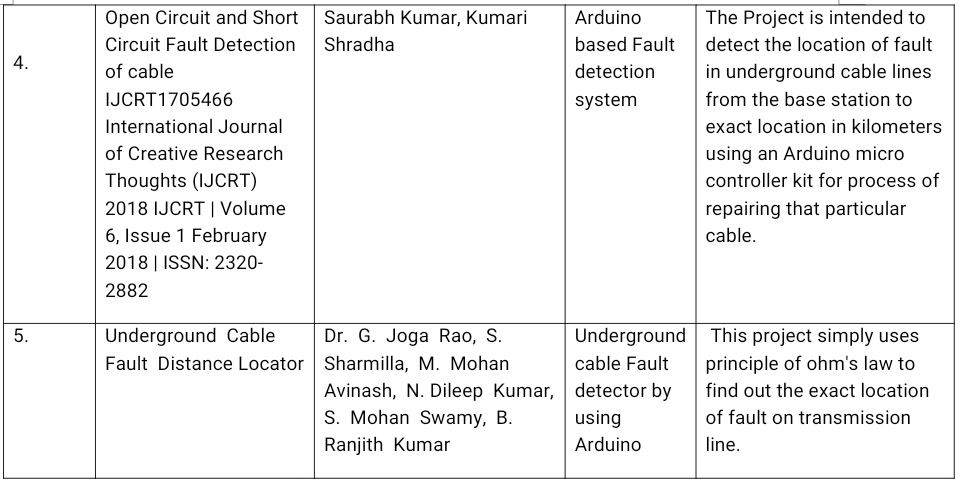 4.
Open Circuit and Short
Circuit Fault Detection
of cable
IJCRT1705466
International Journal
of Creative Research
Thoughts (IJCRT)
2018 IJCRT | Volume
6, Issue 1 February
2018 | ISSN: 2320-
2882
Saurabh Kumar, Kumari
Shradha
Arduino
based Fault
detection
system
The Project is intended to
detect the location of fault
in underground cable lines
from the base station to
exact location in kilometers
using an Arduino micro
controller kit for process of
repairing that particular
cable.
5.
Underground Cable
Fault Distance Locator
Dr. G. Joga Rao, S.
Sharmilla, M. Mohan
Avinash, N. Dileep Kumar,
S. Mohan Swamy, B.
Ranjith Kumar
Underground
cable Fault
detector by
using
Arduino
This project simply uses
principle of ohm's law to
find out the exact location
of fault on transmission
line.